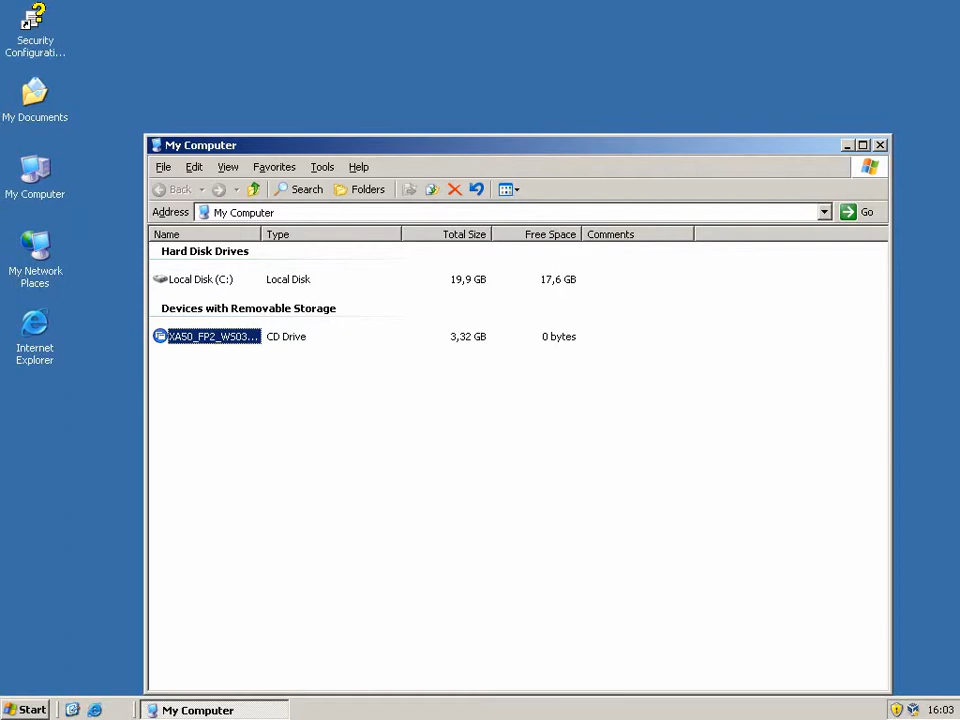 Security
Configurati...
My Documents
My Computer
My Network
Places
Internet
Explorer
My Computer
File Edit View Favorites Tools Help
Back Search Folders
Address My Computer Go
Name Type Total Size Free Space Comments
Hard Disk Drives
Local Disk (C:) Local Disk 19,9 GB 17,6 GB
Devices with Removable Storage
XA50_FP2_WS03... CD Drive 3,32 GB 0 bytes
Start My Computer 16:03